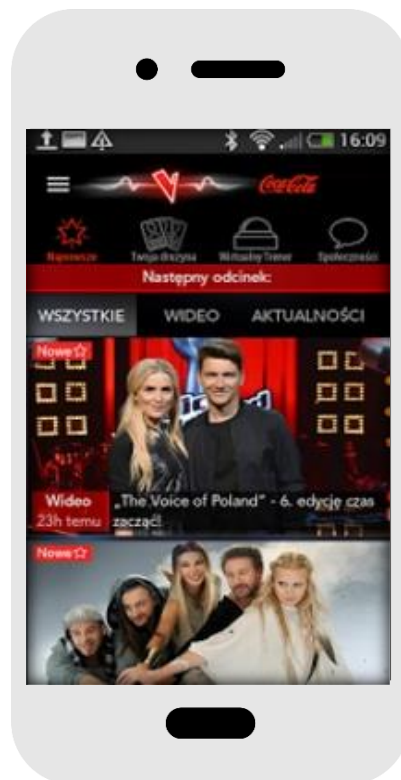 16:09
Coca-Cola
Najnowsze Twoja drużyna Wirtualny Trener Społeczności
Następny odcinek:
WSZYSTKIE WIDEO AKTUALNOŚCI
Nowe
Wideo „The Voice of Poland” - 6. edycję czas
23h temu zacząć!
Nowe